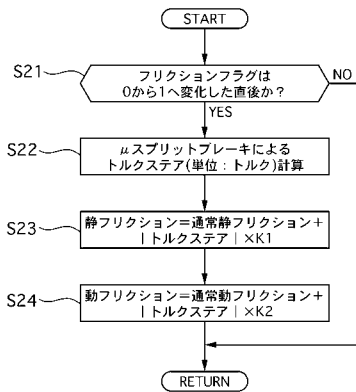 START
S21
フリクションフラグは
0から1へ変化した直後か？
NO
YES
S22
μスプリットブレーキによる
トルクステア(単位：トルク)計算
S23
静フリクション＝通常静フリクション＋
｜トルクステア｜×K1
S24
動フリクション＝通常動フリクション＋
｜トルクステア｜×K2
RETURN